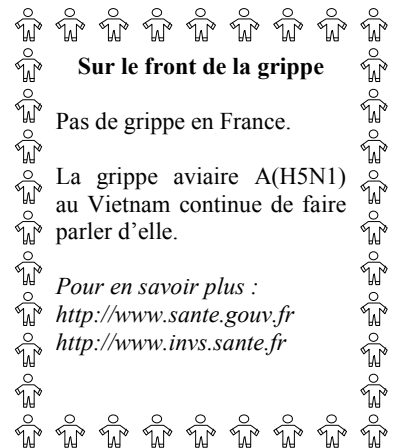 Sur le front de la grippe
Pas de grippe en France.
La grippe aviaire A(H5N1)
au Vietnam continue de faire
parler d’elle.
Pour en savoir plus :
http://www.sante.gouv.fr
http://www.invs.sante.fr